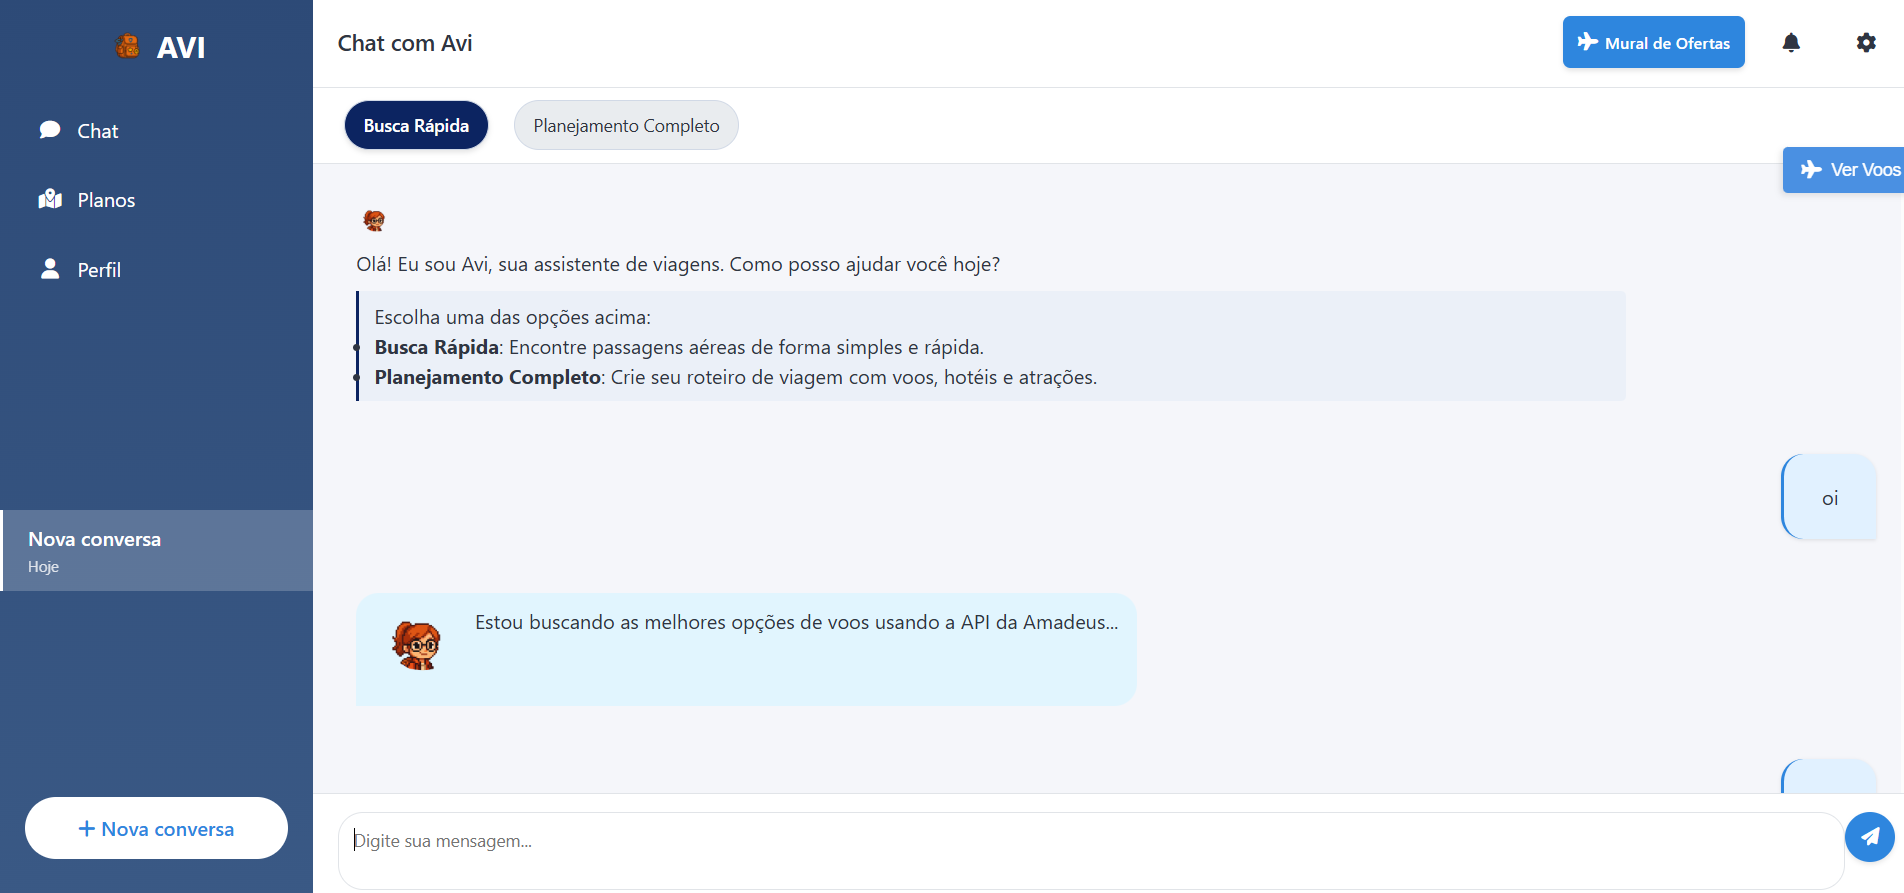 AVI
Chat
Planos
Perfil
Nova conversa
Hoje
Nova conversa
Chat com Avi
Mural de Ofertas
Busca Rápida
Planejamento Completo
Ver Voos
Olá! Eu sou Avi, sua assistente de viagens. Como posso ajudar você hoje?
Escolha uma das opções acima:
Busca Rápida: Encontre passagens aéreas de forma simples e rápida.
Planejamento Completo: Crie seu roteiro de viagem com voos, hotéis e atrações.
oi
Estou buscando as melhores opções de voos usando a API da Amadeus...
Digite sua mensagem...